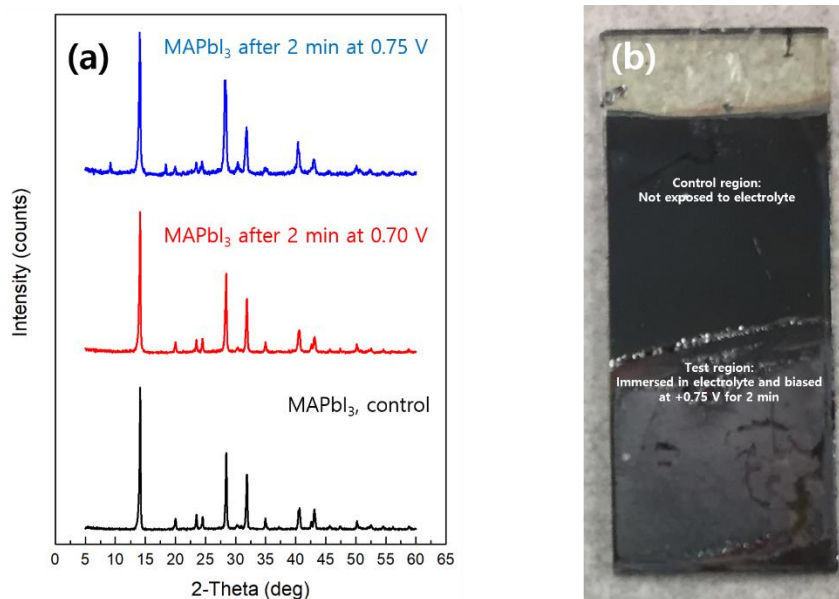 (a)
MAPbI₃ after 2 min at 0.75 V
MAPbI₃ after 2 min at 0.70 V
MAPbI₃, control
Intensity (counts)
0 5 10 15 20 25 30 35 40 45 50 55 60 65
2-Theta (deg)
(b)
Control region:
Not exposed to electrolyte
Test region:
Immersed in electrolyte and biased
at +0.75 V for 2 min